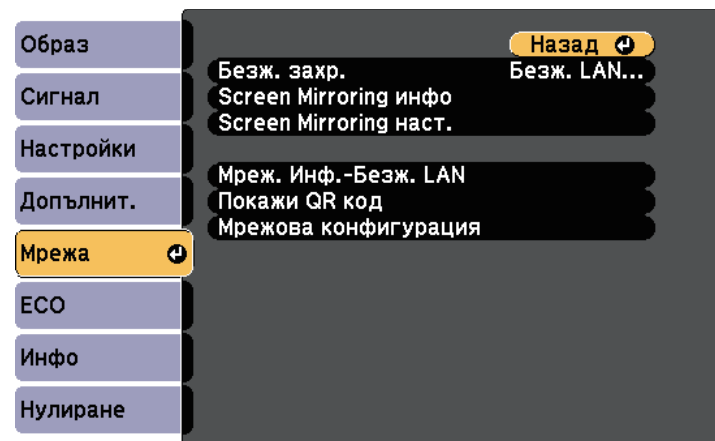 Образ
Сигнал
Настройки
Допълнит.
Мрежа
ECO
Инфо
Нулиране
Назад
Безж. захр. Безж. LAN...
Screen Mirroring инфо
Screen Mirroring наст.
Мреж. Инф.-Безж. LAN
Покажи QR код
Мрежова конфигурация